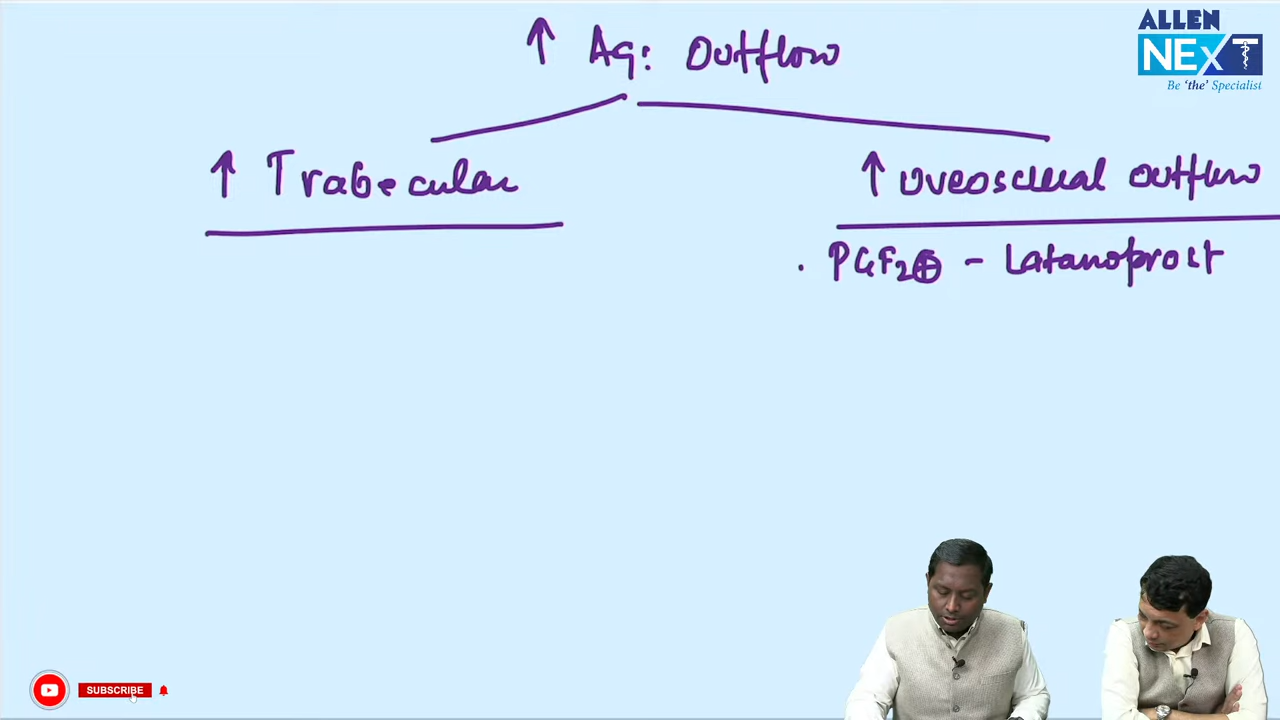 ↑ Aq: Outflow
↑ Trabecular
↑ Uveoscleral outflow
. PGF2⊕ - Latanoprost
ALLEN
NEXT
Be 'the' Specialist
SUBSCRIBE